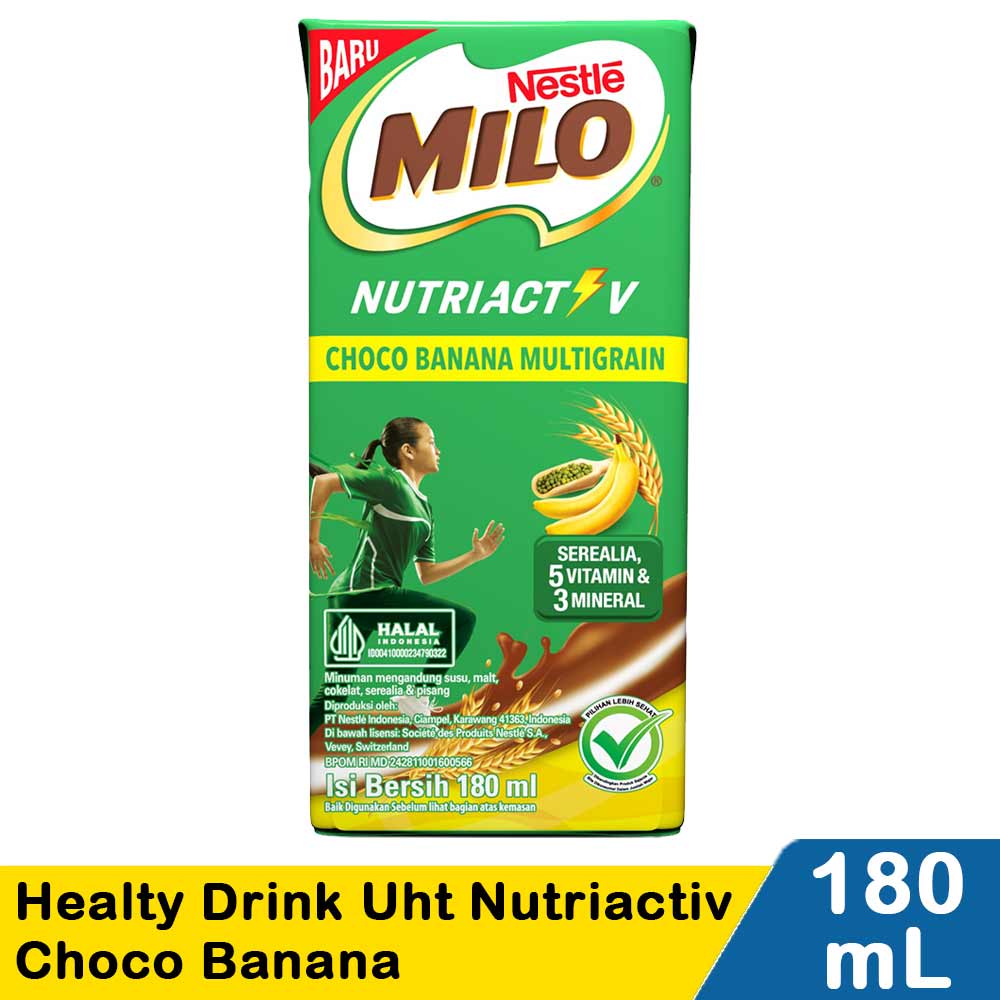 BARU
Nestlé
MILO
®
NUTRIACTV
CHOCO BANANA MULTIGRAIN
SEREALIA,
5 VITAMIN &
3 MINERAL
HALAL
INDONESIA
ID00410000234790322
Minuman mengandung susu, malt,
cokelat, serealia & pisang
Diproduksi oleh:
PT Nestlé Indonesia, Ciampel, Karawang 41363, Indonesia
Di bawah lisensi: Société des Produits Nestlé S.A.,
Vevey, Switzerland
BPOM RI MD 242811001600566
Isi Bersih 180 ml
Baik Digunakan Sebelum lihat bagian atas kemasan
PILIHAN LEBIH SEHAT
Healty Drink Uht Nutriactiv
Choco Banana
180
mL